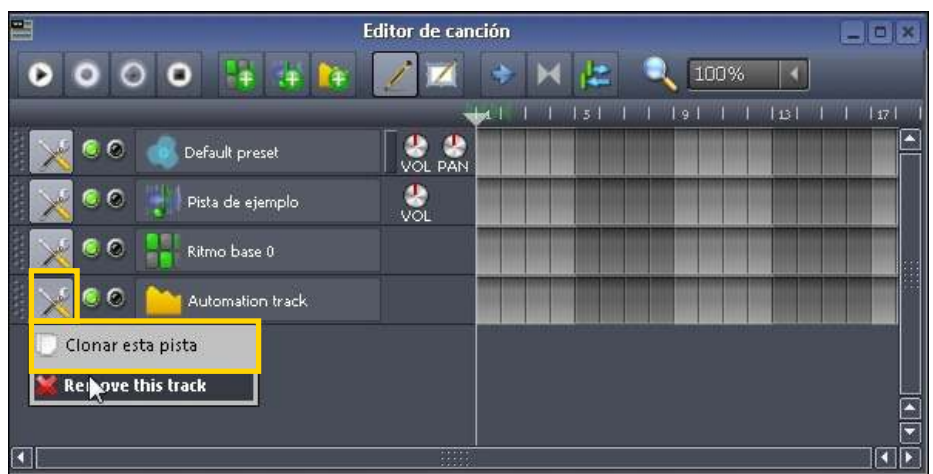 Editor de canción
100%
1 5 9 13 17
Default preset
VOL PAN
Pista de ejemplo
VOL
Ritmo base 0
Automation track
Clonar esta pista
Remove this track